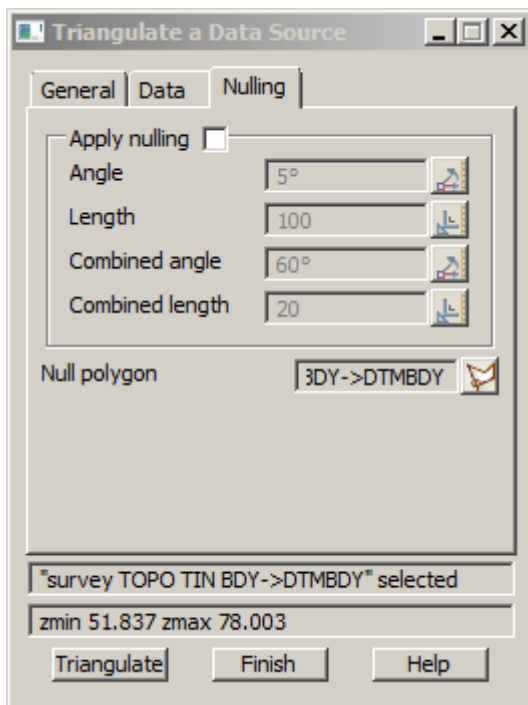 Triangulate a Data Source
General Data Nulling
Apply nulling
Angle 5°
Length 100
Combined angle 60°
Combined length 20
Null polygon BDY->DTMBDY
"survey TOPO TIN BDY->DTMBDY" selected
zmin 51.837 zmax 78.003
Triangulate Finish Help